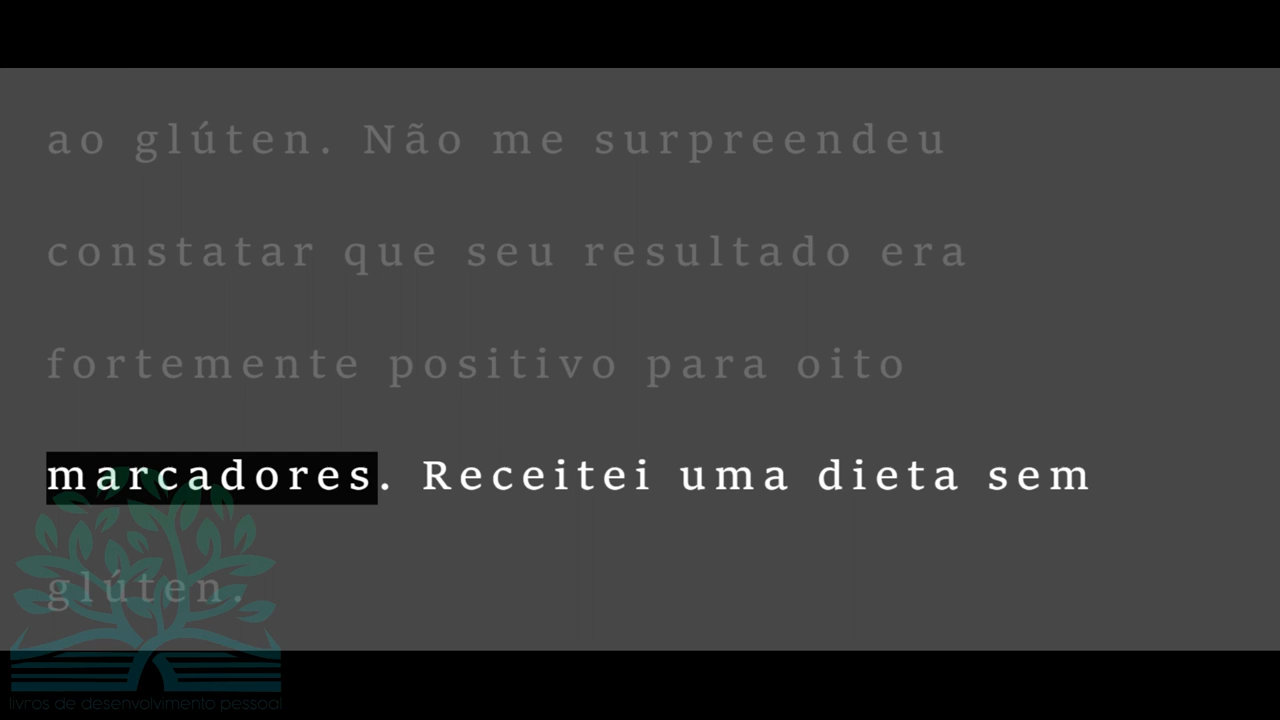 ao glúten. Não me surpreendeu
constatar que seu resultado era
fortemente positivo para oito
marcadores. Receitei uma dieta sem
glúten.
livros de desenvolvimento pessoal